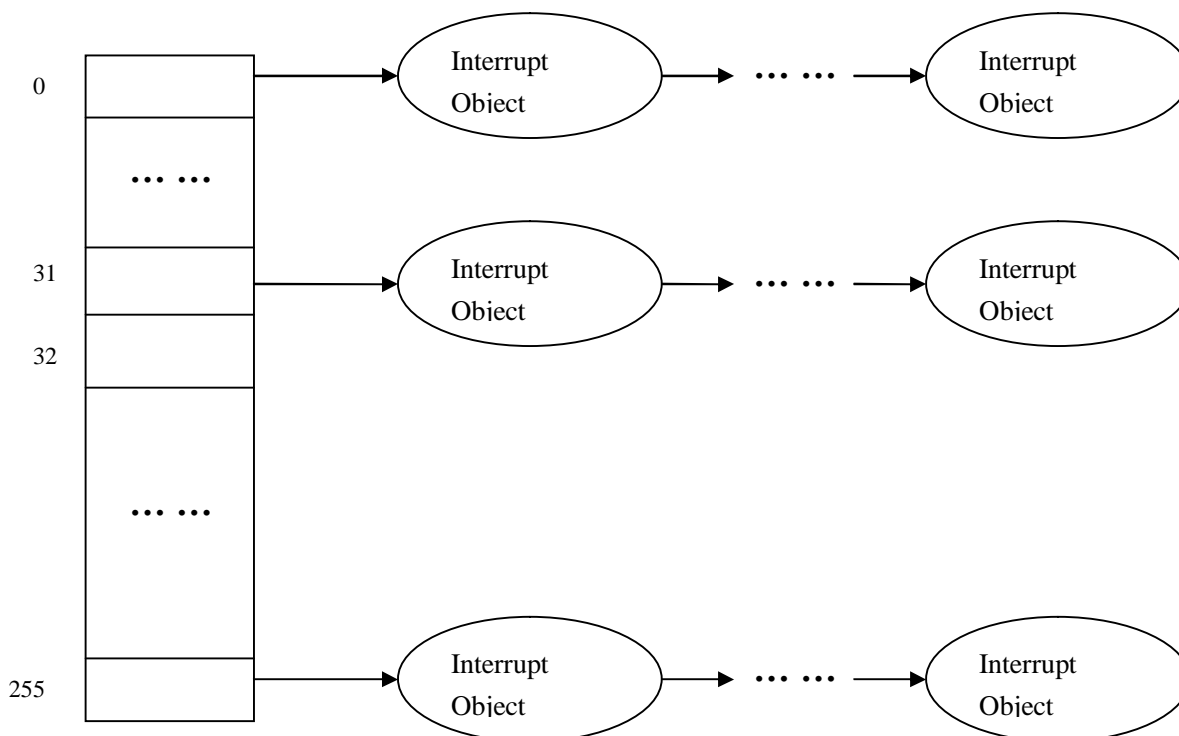 0
Interrupt
Object
… …
Interrupt
Object
… …
31
Interrupt
Object
… …
Interrupt
Object
32
… …
255
Interrupt
Object
… …
Interrupt
Object